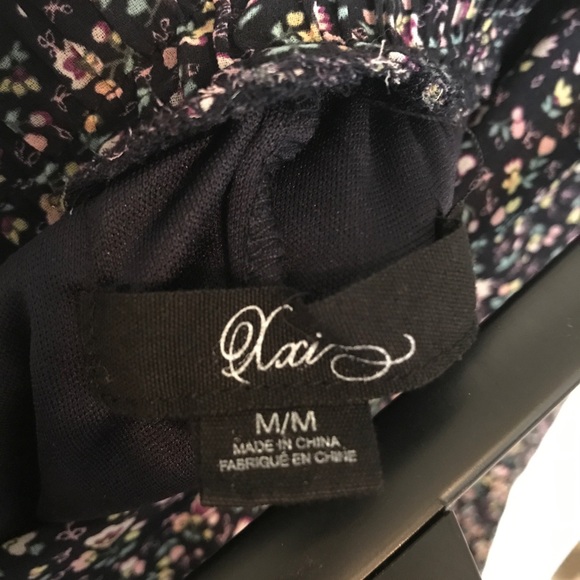 Xxi
M/M
MADE IN CHINA
FABRIQUÉ EN CHINE